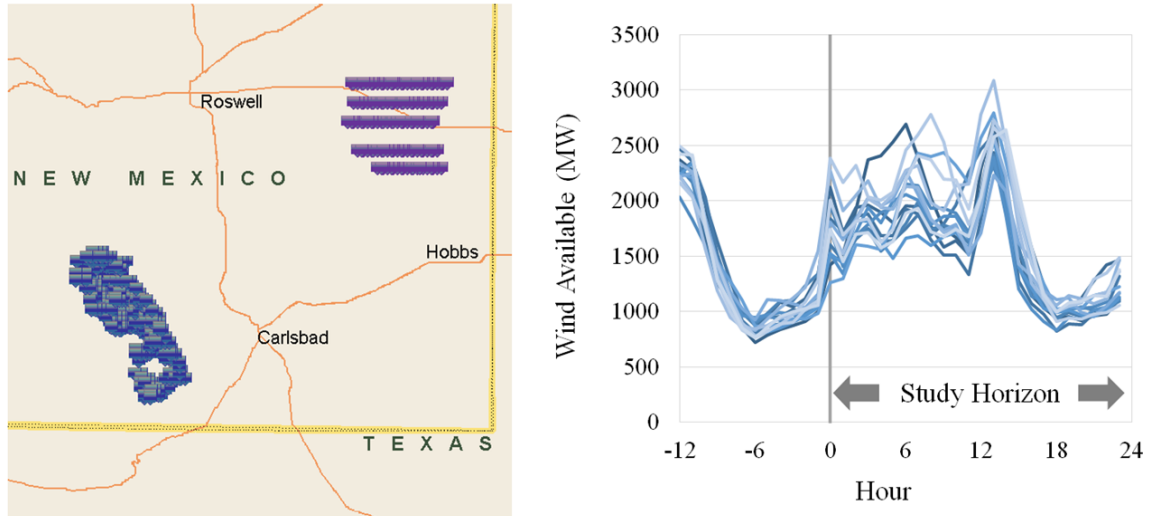 Roswell
NEW MEXICO
Hobbs
Carlsbad
TEXAS
Wind Available (MW)
3500
3000
2500
2000
1500
1000
500
0
Study Horizon
-12 -6 0 6 12 18 24
Hour